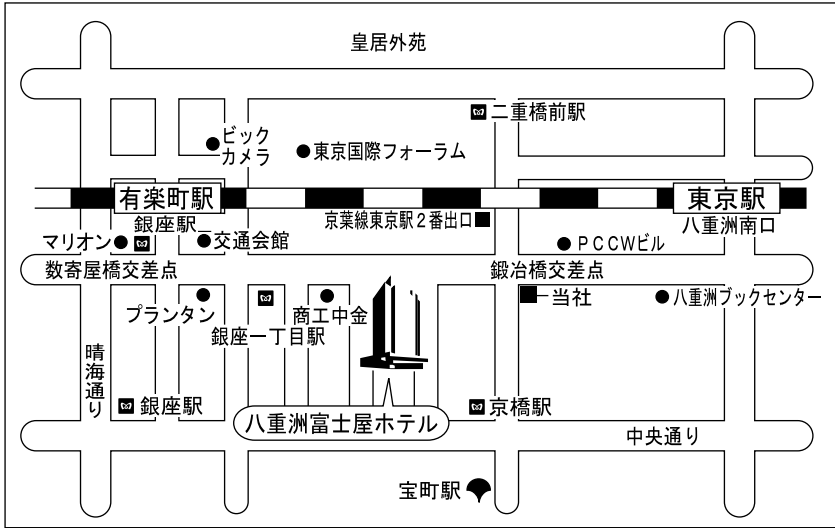 皇居外苑
二重橋前駅
ビック
カメラ
東京国際フォーラム
有楽町駅
東京駅
銀座駅
京葉線東京駅2番出口
八重洲南口
マリオン
交通会館
PCCWビル
数寄屋橋交差点
鍛冶橋交差点
プランタン
商工中金
当社
八重洲ブックセンター
銀座一丁目駅
晴海通り
銀座駅
八重洲富士屋ホテル
京橋駅
中央通り
宝町駅